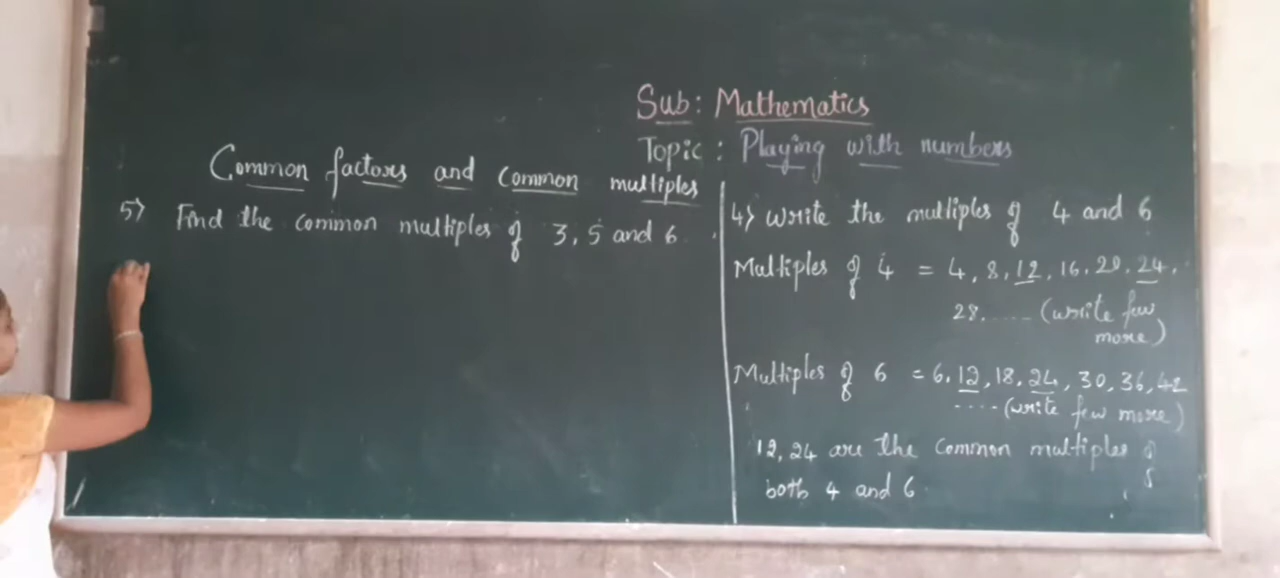 Sub: Mathematics
Topic: Playing with numbers
Common factors and common multiples
5) Find the common multiples of 3, 5 and 6.
4) Write the multiples of 4 and 6
Multiples of 4 = 4, 8, 12, 16, 20, 24,
28, ..... (write few
more)
Multiples of 6 = 6, 12, 18, 24, 30, 36, 42
.... (write few more)
12, 24 are the common multiples of
both 4 and 6.